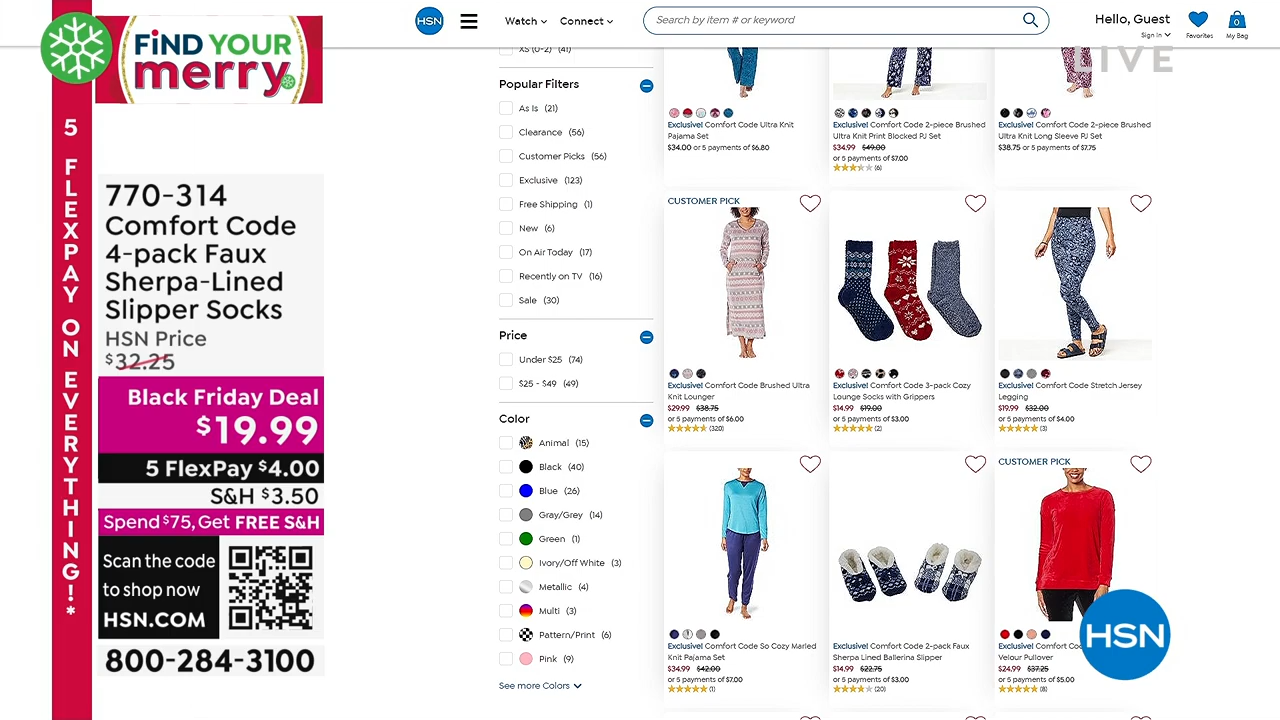 FiND YOUR
merry
5 FLEXPAY ON EVERYTHING!*
770-314
Comfort Code
4-pack Faux
Sherpa-Lined
Slipper Socks
HSN Price
$32.25
Black Friday Deal
$19.99
5 FlexPay $4.00
S&H $3.50
Spend $75, Get FREE S&H
Scan the code
to shop now
HSN.COM
800-284-3100
HSN
Watch
Connect
Search by item # or keyword
Hello, Guest
Sign In
Favorites
0
My Bag
LIVE
XS (0-2) (41)
Popular Filters
As Is (21)
Clearance (56)
Customer Picks (56)
Exclusive (123)
Free Shipping (1)
New (6)
On Air Today (17)
Recently on TV (16)
Sale (30)
Price
Under $25 (74)
$25 - $49 (49)
Color
Animal (15)
Black (40)
Blue (26)
Gray/Grey (14)
Green (1)
Ivory/Off White (3)
Metallic (4)
Multi (3)
Pattern/Print (6)
Pink (9)
See more Colors
Exclusive! Comfort Code Ultra Knit
Pajama Set
$34.00 or 5 payments of $6.80
Exclusive! Comfort Code 2-piece Brushed
Ultra Knit Print Blocked PJ Set
$34.99 $49.00
or 5 payments of $7.00
(6)
Exclusive! Comfort Code 2-piece Brushed
Ultra Knit Long Sleeve PJ Set
$38.75 or 5 payments of $7.75
CUSTOMER PICK
Exclusive! Comfort Code Brushed Ultra
Knit Lounger
$29.99 $38.75
or 5 payments of $6.00
(320)
Exclusive! Comfort Code 3-pack Cozy
Lounge Socks with Grippers
$14.99 $19.00
or 5 payments of $3.00
(2)
Exclusive! Comfort Code Stretch Jersey
Legging
$19.99 $32.00
or 5 payments of $4.00
(3)
Exclusive! Comfort Code So Cozy Marled
Knit Pajama Set
$34.99 $42.00
or 5 payments of $7.00
(1)
Exclusive! Comfort Code 2-pack Faux
Sherpa Lined Ballerina Slipper
$14.99 $22.75
or 5 payments of $3.00
(20)
CUSTOMER PICK
Exclusive! Comfort Co
Velour Pullover
$24.99 $37.25
or 5 payments of $5.00
(8)
HSN